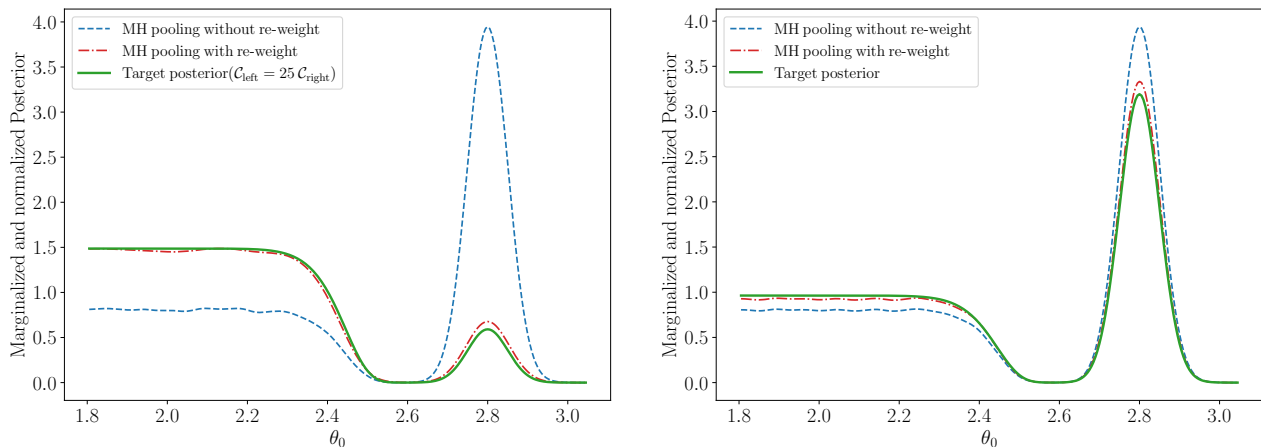 MH pooling without re-weight
MH pooling with re-weight
Target posterior(𝒞left = 25 𝒞right)
Marginalized and normalized Posterior
4.0
3.5
3.0
2.5
2.0
1.5
1.0
0.5
0.0
1.8 2.0 2.2 2.4 2.6 2.8 3.0
θ0
MH pooling without re-weight
MH pooling with re-weight
Target posterior
Marginalized and normalized Posterior
4.0
3.5
3.0
2.5
2.0
1.5
1.0
0.5
0.0
1.8 2.0 2.2 2.4 2.6 2.8 3.0
θ0